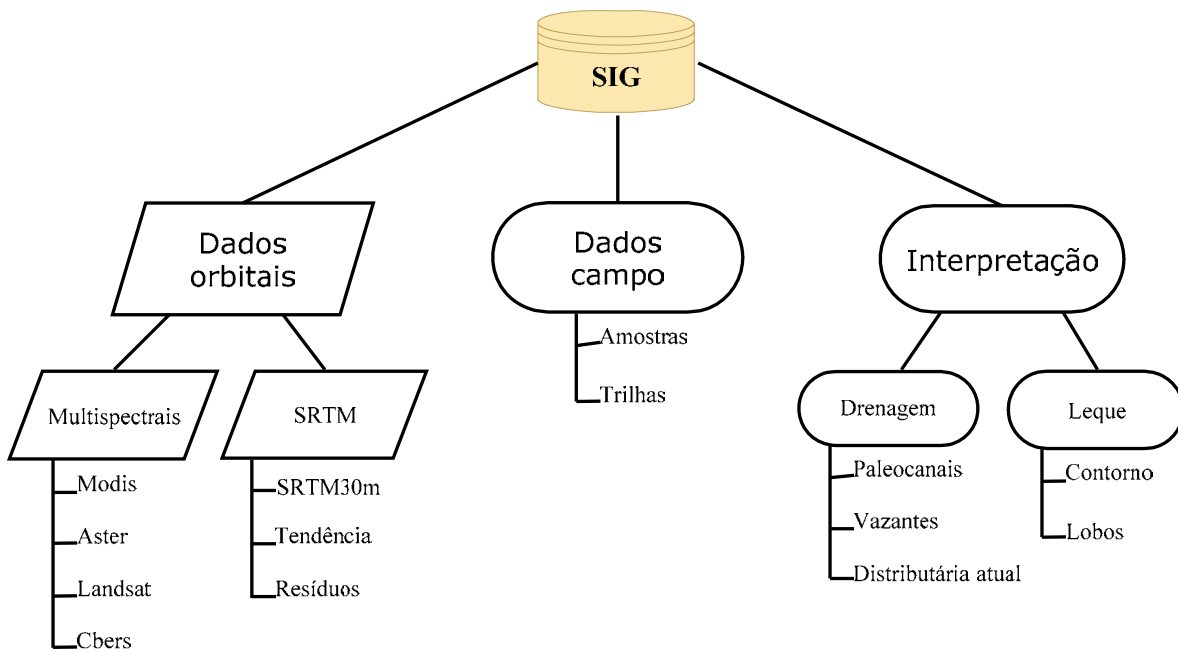 SIG
Dados
orbitais
Dados
campo
Interpretação
Multispectrais
SRTM
Amostras
Trilhas
Drenagem
Leque
Modis
Aster
Landsat
Cbers
SRTM30m
Tendência
Resíduos
Paleocanais
Vazantes
Distributária atual
Contorno
Lobos